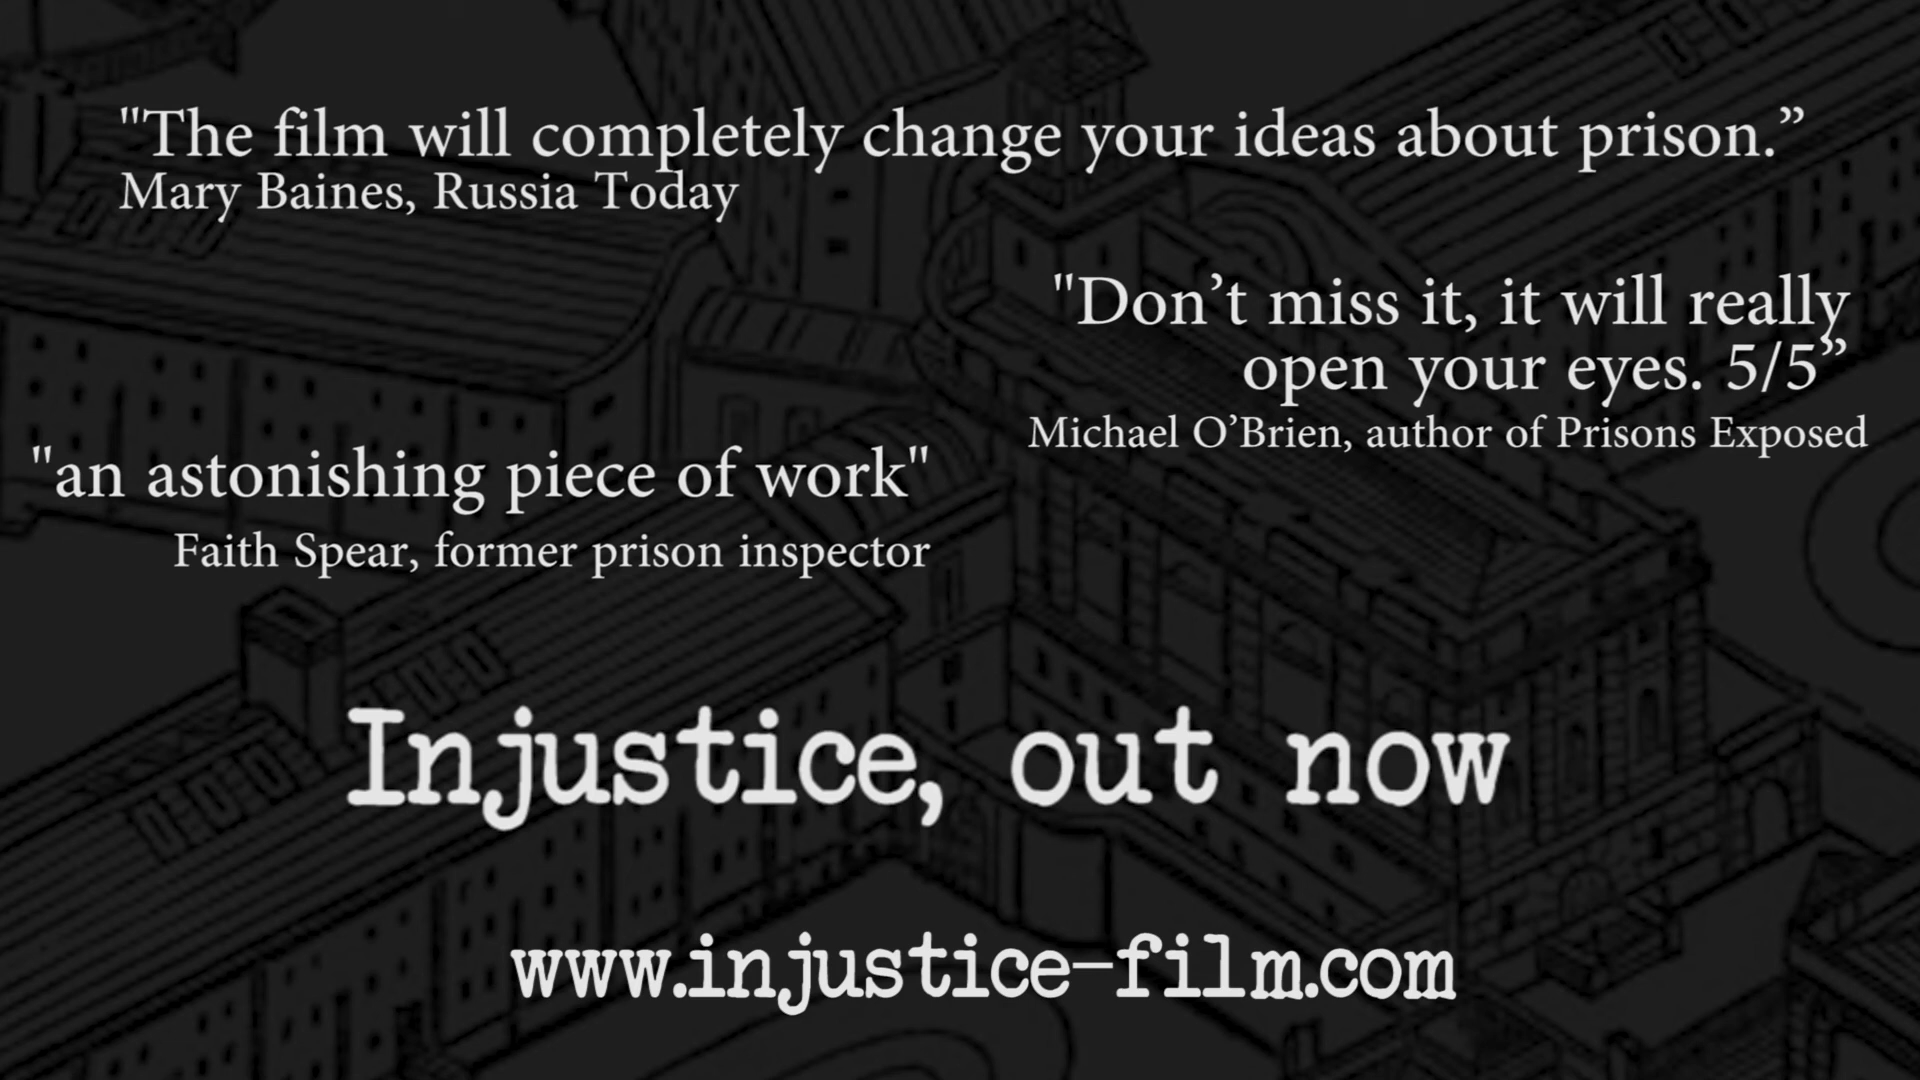 "The film will completely change your ideas about prison.”
Mary Baines, Russia Today
"Don’t miss it, it will really
open your eyes. 5/5”
Michael O’Brien, author of Prisons Exposed
"an astonishing piece of work"
Faith Spear, former prison inspector
Injustice, out now
www.injustice-film.com